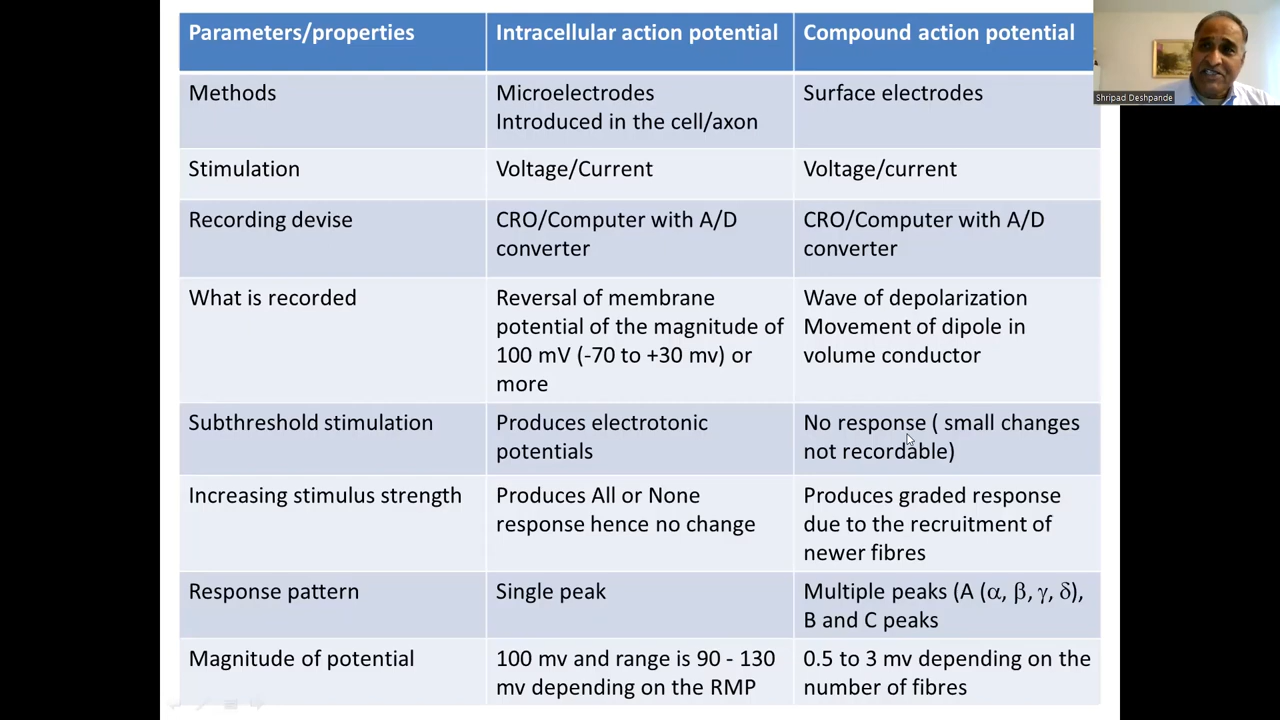 Parameters/properties
Intracellular action potential
Compound action potential
Shripad Deshpande
Methods
Microelectrodes
Introduced in the cell/axon
Surface electrodes
Stimulation
Voltage/Current
Voltage/current
Recording devise
CRO/Computer with A/D
converter
CRO/Computer with A/D
converter
What is recorded
Reversal of membrane
potential of the magnitude of
100 mV (-70 to +30 mv) or
more
Wave of depolarization
Movement of dipole in
volume conductor
Subthreshold stimulation
Produces electrotonic
potentials
No response ( small changes
not recordable)
Increasing stimulus strength
Produces All or None
response hence no change
Produces graded response
due to the recruitment of
newer fibres
Response pattern
Single peak
Multiple peaks (A (α, β, γ, δ),
B and C peaks
Magnitude of potential
100 mv and range is 90 - 130
mv depending on the RMP
0.5 to 3 mv depending on the
number of fibres